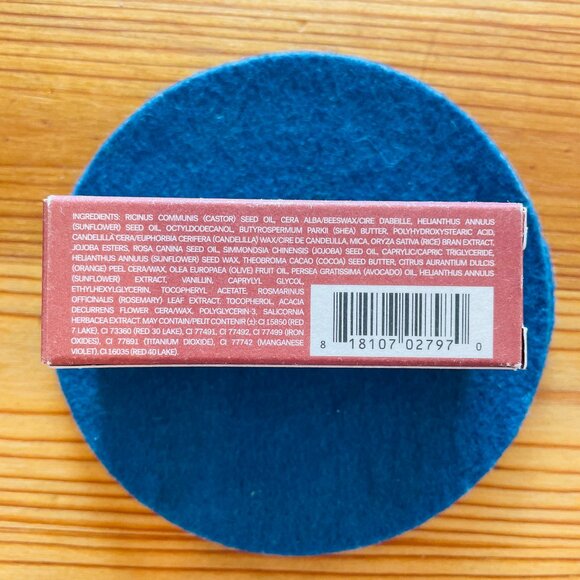 INGREDIENTS: RICINUS COMMUNIS (CASTOR) SEED OIL, CERA ALBA/BEESWAX/CIRE DABEILLE, HELIANTHUS ANNUUS
(SUNFLOWER) SEED OIL, OCTYLDODECANOL, BUTYROSPERMUM PARKII (SHEA) BUTTER, POLYHYDROXYSTEARIC ACID,
CANDELILLA CERA/EUPHORBIA CERIFERA (CANDELILLA) WAX/CIRE DE CANDELILLA, MICA, ORYZA SATIVA (RICE) BRAN EXTRACT,
JOJOBA ESTERS, ROSA CANINA SEED OIL, SIMMONDSIA CHINENSIS (JOJOBA) SEED OIL, CAPRYLIC/CAPRIC TRIGLYCERIDE,
HELIANTHUS ANNUUS (SUNFLOWER) SEED WAX, THEOBROMA CACAO (COCOA) SEED BUTTER, CITRUS AURANTIUM DULCIS
(ORANGE) PEEL CERA/WAX, OLEA EUROPAEA (OLIVE) FRUIT OIL, PERSEA GRATISSIMA (AVOCADO) OIL, HELIANTHUS ANNUUS
(SUNFLOWER) EXTRACT, VANILLIN, CAPRYLYL GLYCOL,
ETHYLHEXYLGLYCERIN, TOCOPHERYL ACETATE, ROSMARINUS
OFFICINALIS (ROSEMARY) LEAF EXTRACT, TOCOPHEROL, ACACIA
DECURRENS FLOWER CERA/WAX, POLYGLYCERIN-3, SALICORNIA
HERBACEA EXTRACT. MAY CONTAIN/PEUT CONTENIR (±): CI 15850 (RED
7 LAKE), CI 73360 (RED 30 LAKE), CI 77491, CI 77492, CI 77499 (IRON
OXIDES), CI 77891 (TITANIUM DIOXIDE), CI 77742 (MANGANESE
VIOLET), CI 16035 (RED 40 LAKE).
8 18107 02797 0